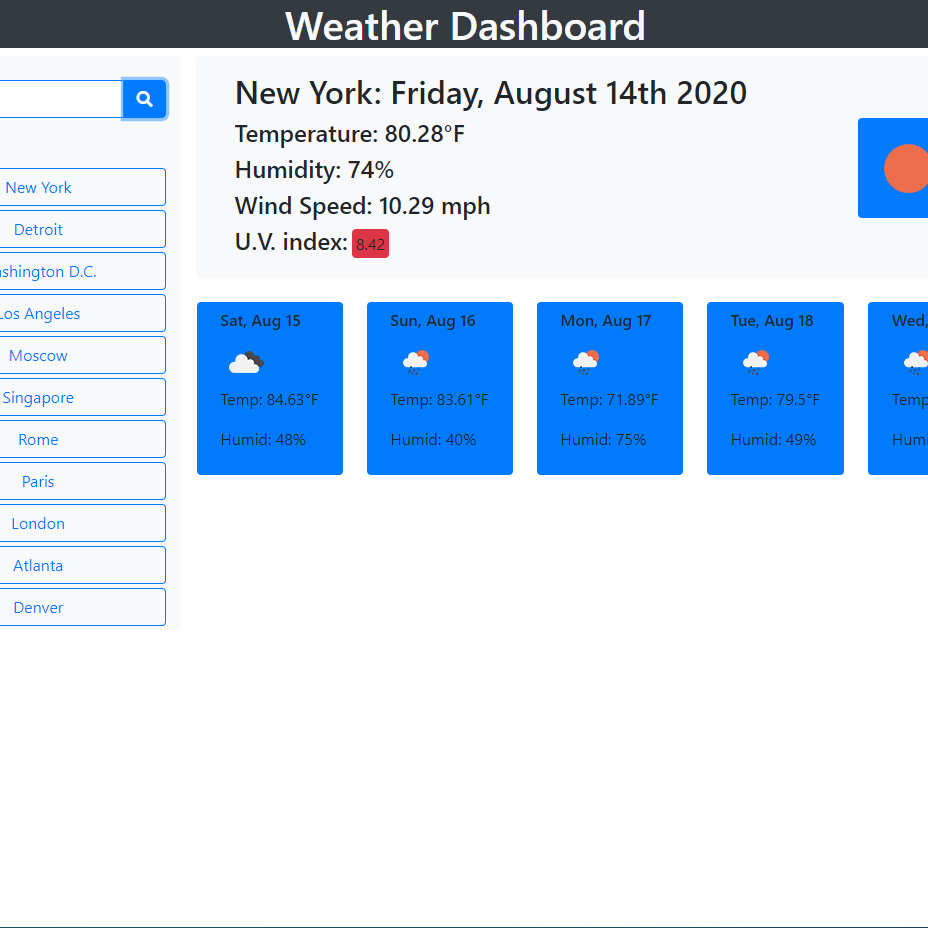 Weather Dashboard
New York
Detroit
shington D.C.
Los Angeles
Moscow
Singapore
Rome
Paris
London
Atlanta
Denver
New York: Friday, August 14th 2020
Temperature: 80.28°F
Humidity: 74%
Wind Speed: 10.29 mph
U.V. index: 8.42
Sat, Aug 15
Temp: 84.63°F
Humid: 48%
Sun, Aug 16
Temp: 83.61°F
Humid: 40%
Mon, Aug 17
Temp: 71.89°F
Humid: 75%
Tue, Aug 18
Temp: 79.5°F
Humid: 49%
Wed,
Temp
Humi